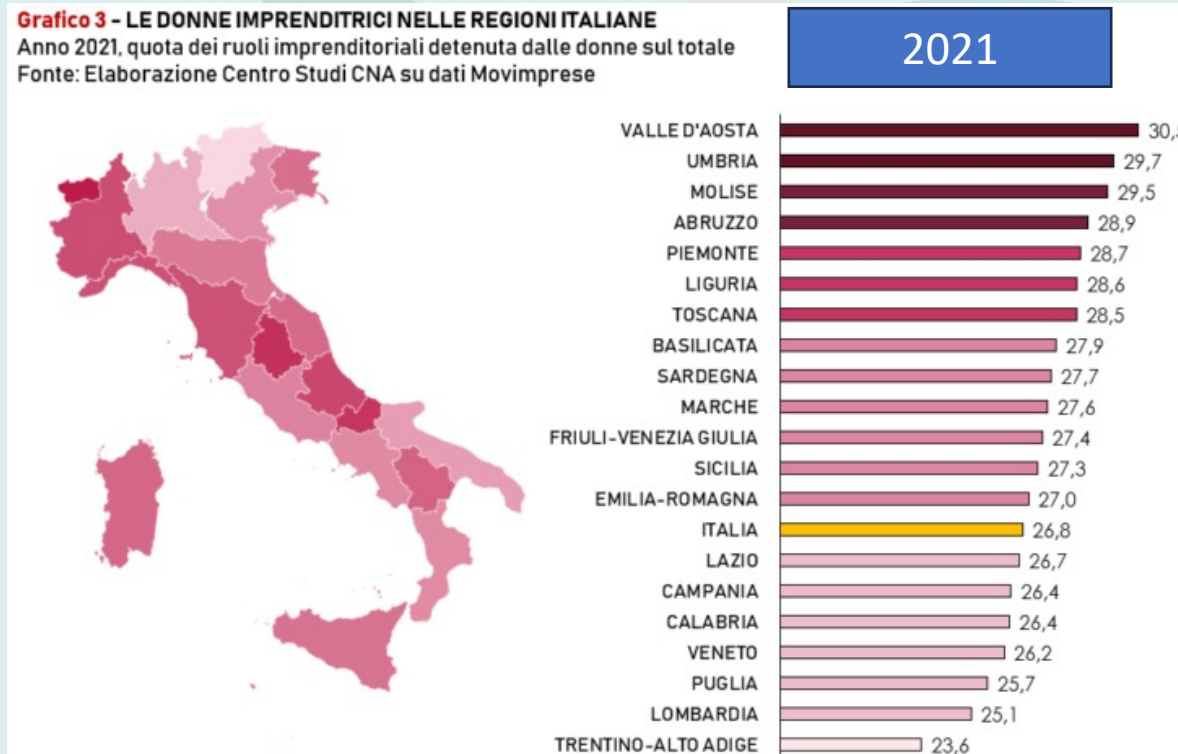 Grafico 3 - LE DONNE IMPRENDITRICI NELLE REGIONI ITALIANE
Anno 2021, quota dei ruoli imprenditoriali detenuta dalle donne sul totale
Fonte: Elaborazione Centro Studi CNA su dati Movimprese
2021
VALLE D'AOSTA 30,5
UMBRIA 29,7
MOLISE 29,5
ABRUZZO 28,9
PIEMONTE 28,7
LIGURIA 28,6
TOSCANA 28,5
BASILICATA 27,9
SARDEGNA 27,7
MARCHE 27,6
FRIULI-VENEZIA GIULIA 27,4
SICILIA 27,3
EMILIA-ROMAGNA 27,0
ITALIA 26,8
LAZIO 26,7
CAMPANIA 26,4
CALABRIA 26,4
VENETO 26,2
PUGLIA 25,7
LOMBARDIA 25,1
TRENTINO-ALTO ADIGE 23,6